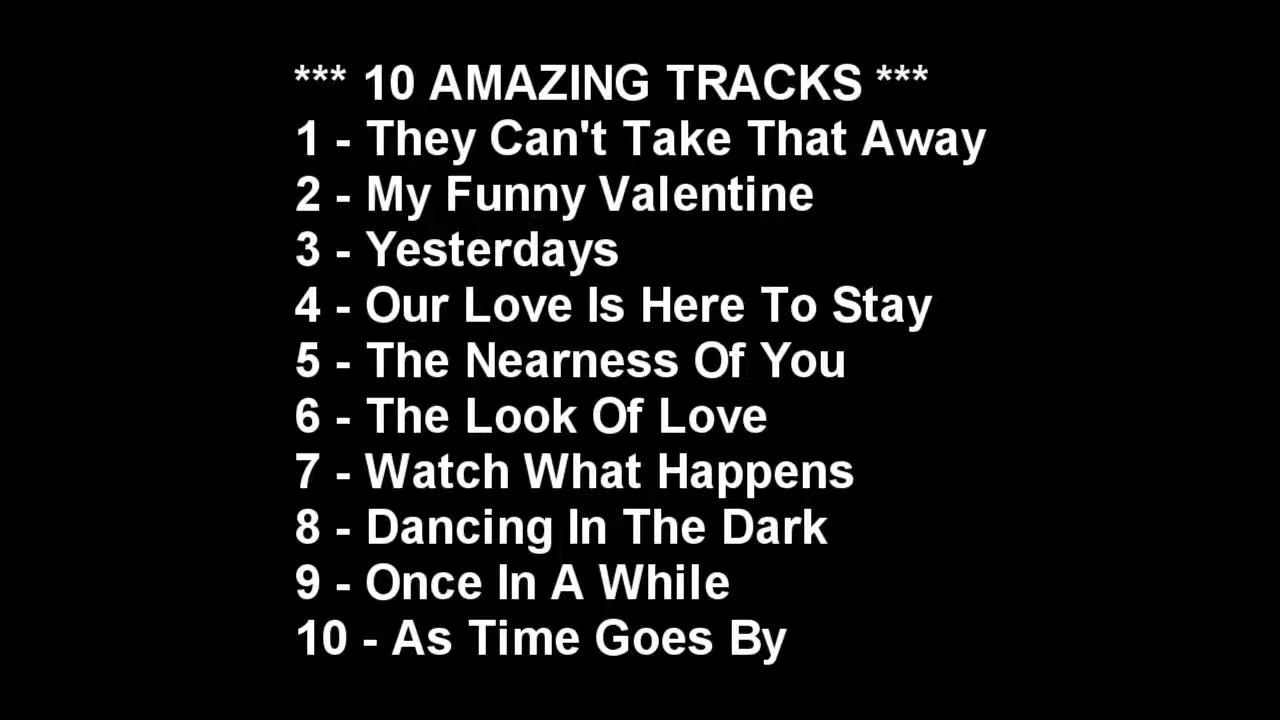 *** 10 AMAZING TRACKS ***
1 - They Can't Take That Away
2 - My Funny Valentine
3 - Yesterdays
4 - Our Love Is Here To Stay
5 - The Nearness Of You
6 - The Look Of Love
7 - Watch What Happens
8 - Dancing In The Dark
9 - Once In A While
10 - As Time Goes By